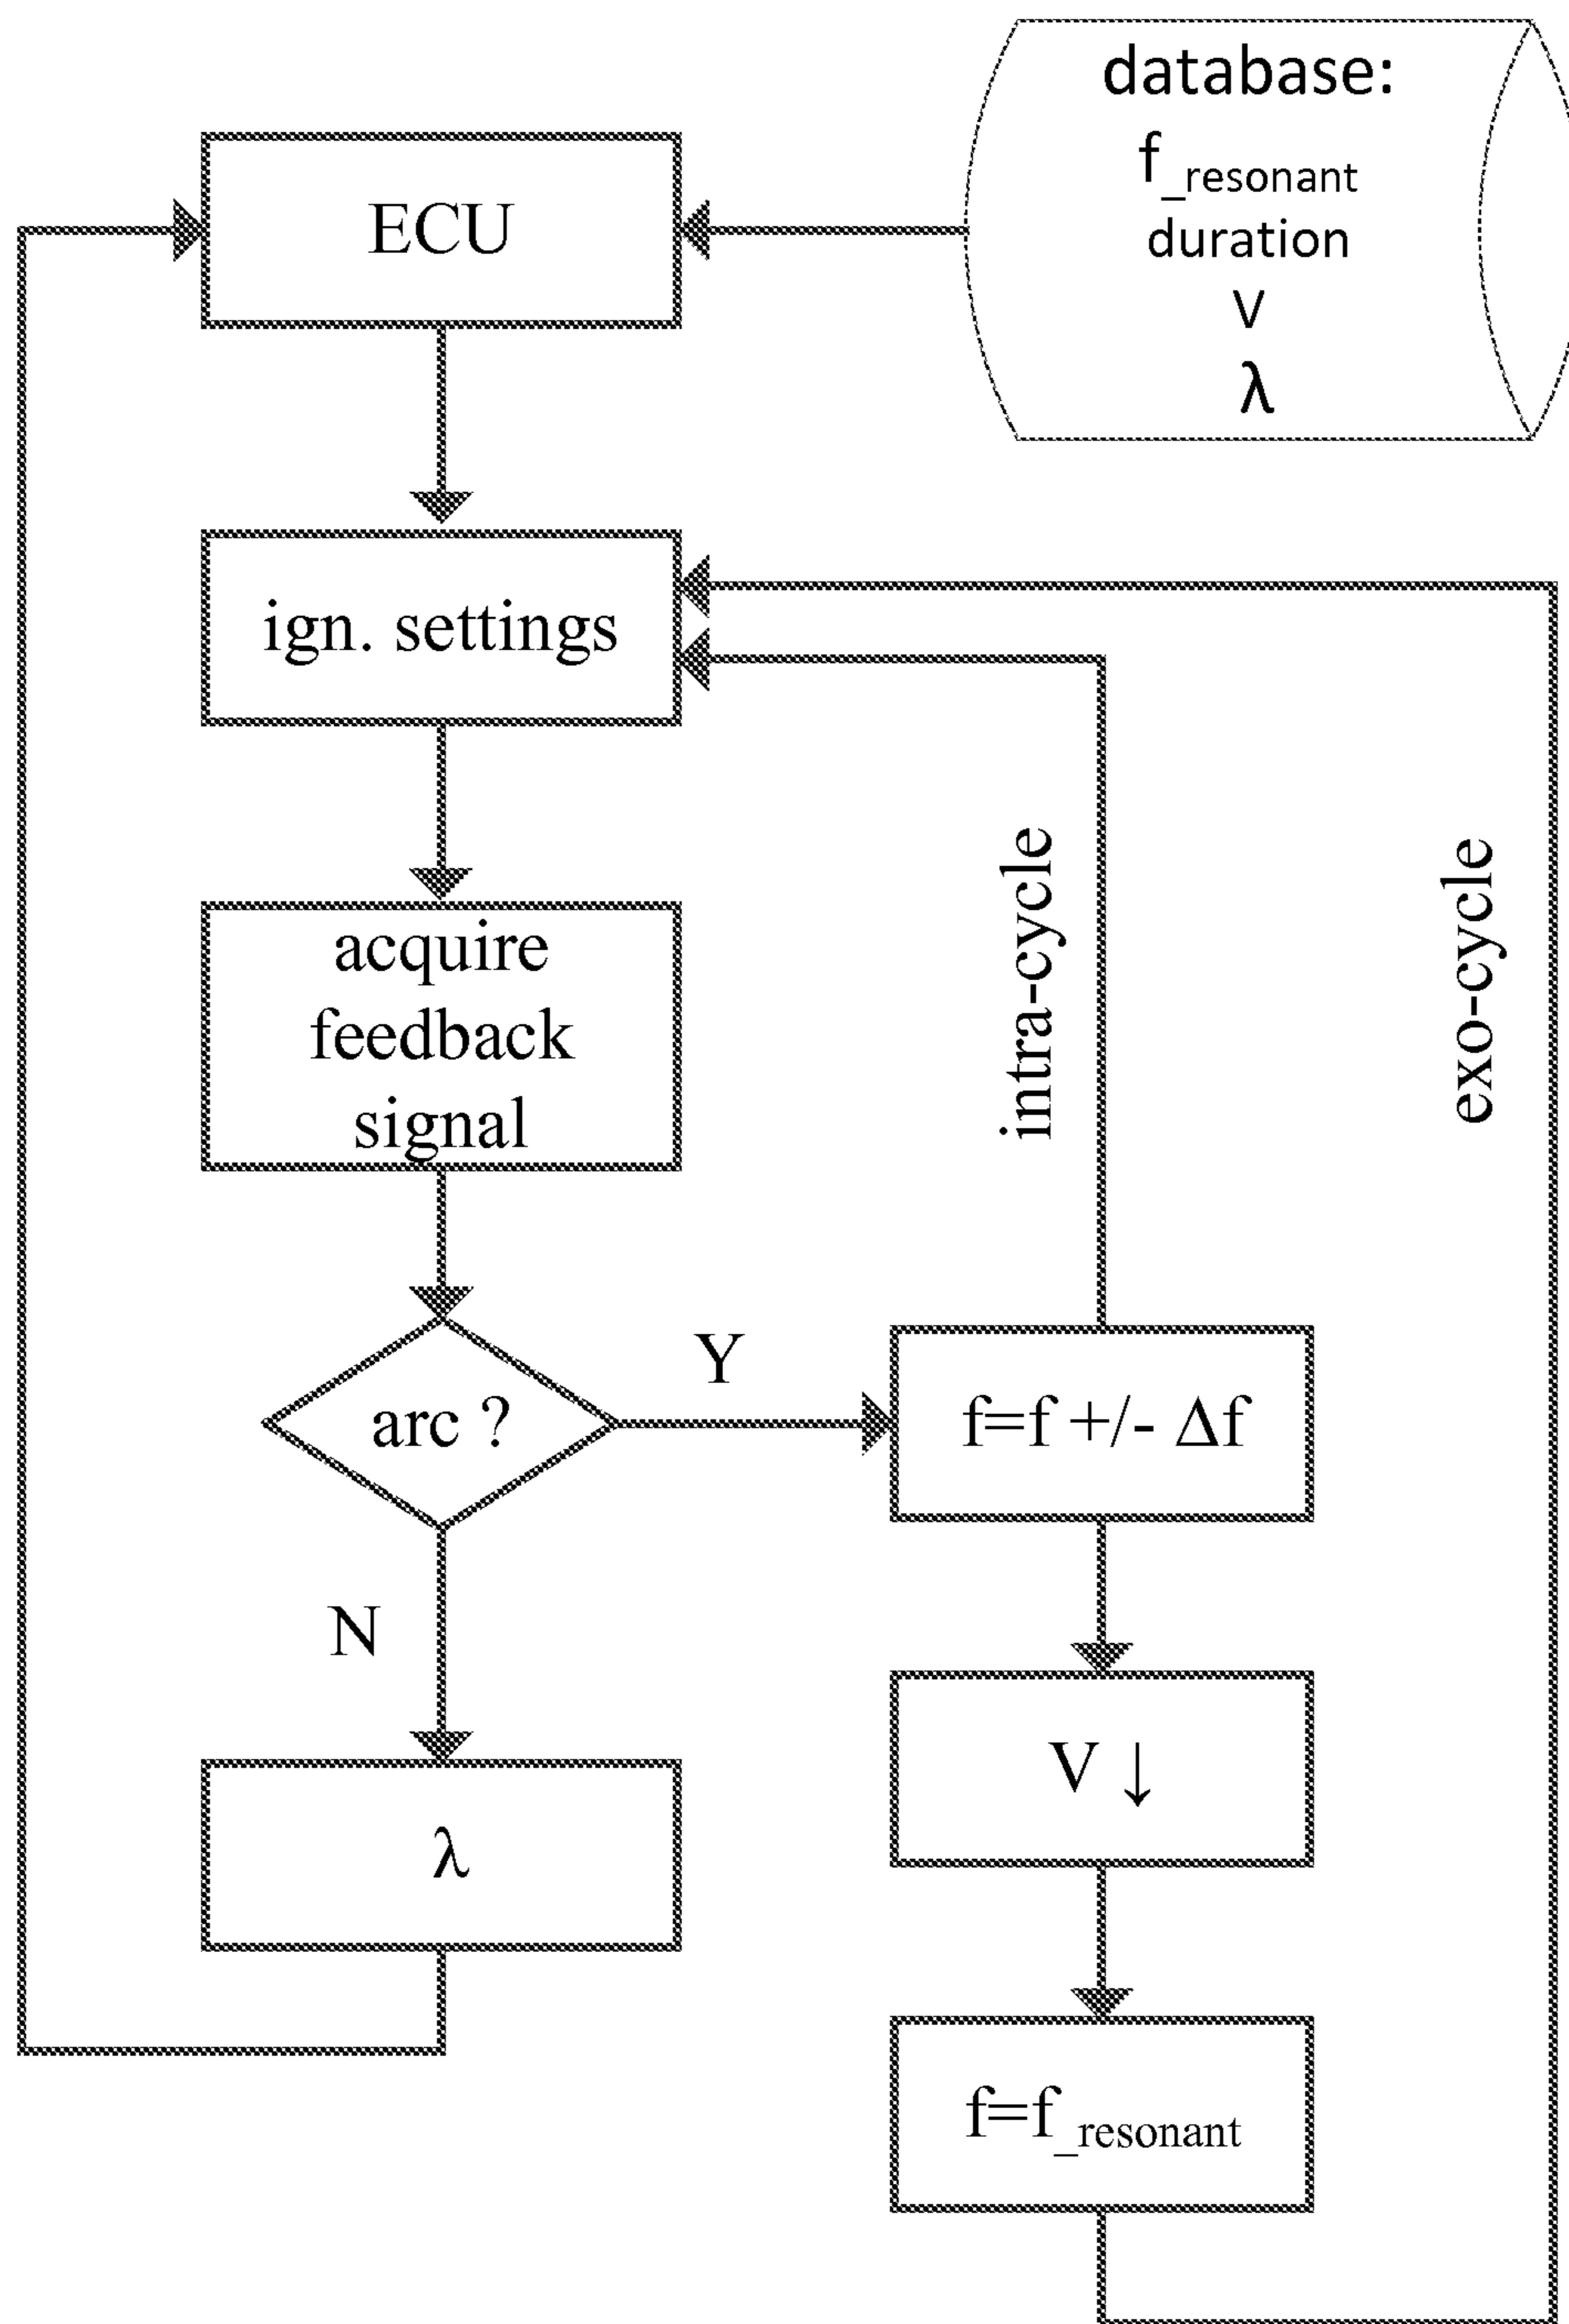 database:
f_resonant
duration
V
λ
ECU
ign. settings
acquire
feedback
signal
intra-cycle
exo-cycle
arc ?
Y
f=f +/- Δf
N
V ↓
λ
f=f_resonant